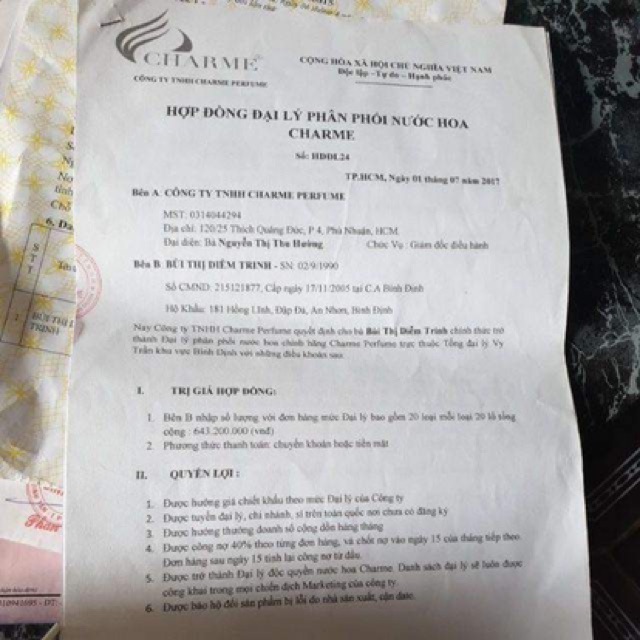 CHARME
CÔNG TY TNHH CHARME PERFUME
CỘNG HÒA XÃ HỘI CHỦ NGHĨA VIỆT NAM
Độc lập - Tự do - Hạnh phúc
HỢP ĐỒNG ĐẠI LÝ PHÂN PHỐI NƯỚC HOA
CHARME
Số: HĐĐL24
TP.HCM, Ngày 01 tháng 07 năm 2017
Bên A: CÔNG TY TNHH CHARME PERFUME
MST: 0314044294
Địa chỉ: 120/25 Thích Quảng Đức, P 4, Phú Nhuận, HCM.
Đại diện: Bà Nguyễn Thị Thu Hường Chức Vụ : Giám đốc điều hành
Bên B: BÙI THỊ DIỄM TRINH - SN: 02/9/1990
Số CMND: 215121877, Cấp ngày 17/11/2005 tại C.A Bình Định
Hộ Khẩu: 181 Hồng Lĩnh, Đập Đá, An Nhơn, Bình Định
Nay Công ty TNHH Charme Perfume quyết định cho bà Bùi Thị Diễm Trinh chính thức trở
thành Đại lý phân phối nước hoa chính hãng Charme Perfume trực thuộc Tổng đại lý Vy
Trần khu vực Bình Định với những điều khoản sau:
I. TRỊ GIÁ HỢP ĐỒNG:
1. Bên B nhập số lượng với đơn hàng mức Đại lý bao gồm 20 loại mỗi loại 20 lô tổng
cộng : 643.200.000 (vnđ)
2. Phương thức thanh toán: chuyển khoản hoặc tiền mặt
II. QUYỀN LỢI :
1. Được hưởng giá chiết khấu theo mức Đại lý của Công ty
2. Được tuyển đại lý, chi nhánh, sỉ trên toàn quốc nơi chưa có đăng ký
3. Được hưởng thưởng doanh số cộng dồn hàng tháng
4. Được công nợ 40% theo từng đơn hàng, và chốt nợ vào ngày 15 của tháng tiếp theo.
Đơn hàng sau ngày 15 tính lại công nợ từ đầu.
5. Được trở thành Đại lý độc quyền nước hoa Charme. Danh sách đại lý sẽ luôn được
công khai trong mọi chiến dịch Marketing của công ty.
6. Được bảo hộ đổi sản phẩm bị lỗi do nhà sản xuất, cận date.